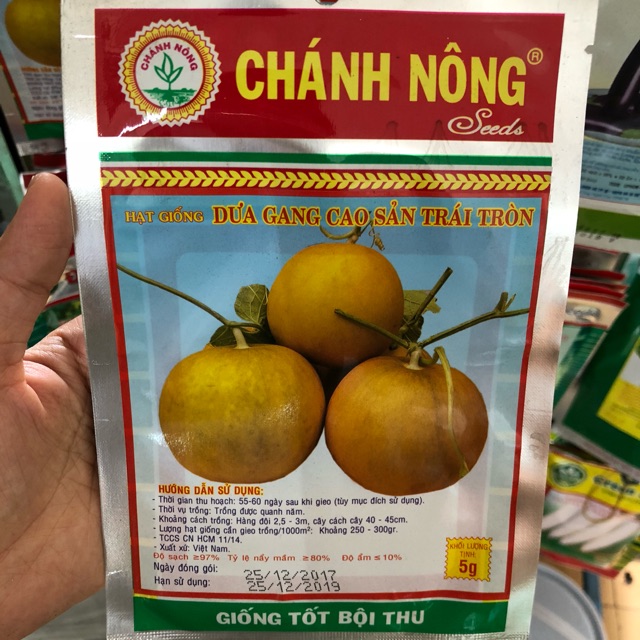 CHÁNH NÔNG
CHÁNH NÔNG®
Seeds
HẠT GIỐNG DƯA GANG CAO SẢN TRÁI TRÒN
HƯỚNG DẪN SỬ DỤNG:
- Thời gian thu hoạch: 55-60 ngày sau khi gieo (tùy mục đích sử dụng).
- Thời vụ trồng: Trồng được quanh năm.
- Khoảng cách trồng: Hàng đôi 2,5 - 3m, cây cách cây 40 - 45cm.
- Lượng hạt giống cần gieo trồng/1000m²: Khoảng 250 - 300gr.
- TCCS CN HCM 11/14.
- Xuất xứ: Việt Nam.
Độ sạch ≥97% Tỷ lệ nẩy mầm ≥80% Độ ẩm ≤10%
Ngày đóng gói: 25/12/2017
Hạn sử dụng: 25/12/2019
KHỐI LƯỢNG
TỊNH:
5g
GIỐNG TỐT BỘI THU